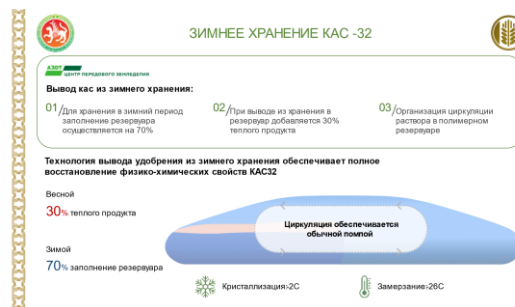 ЗИМНЕЕ ХРАНЕНИЕ КАС -32
АЗОТ
ЦЕНТР ПЕРЕДОВОГО ЗЕМЛЕДЕЛИЯ
Вывод кас из зимнего хранения:
01/Для хранения в зимний период
заполнение резервуара
осуществляется на 70%
02/При выводе из хранения в
резервуар добавляется 30%
теплого продукта
03/Организация циркуляции
раствора в полимерном
резервуаре
Технология вывода удобрения из зимнего хранения обеспечивает полное
восстановление физико-химических свойств КАС32
Весной
30% теплого продукта
Циркуляция обеспечивается
обычной помпой
Зимой
70% заполнение резервуара
Кристаллизация-2С
Замерзание-26С